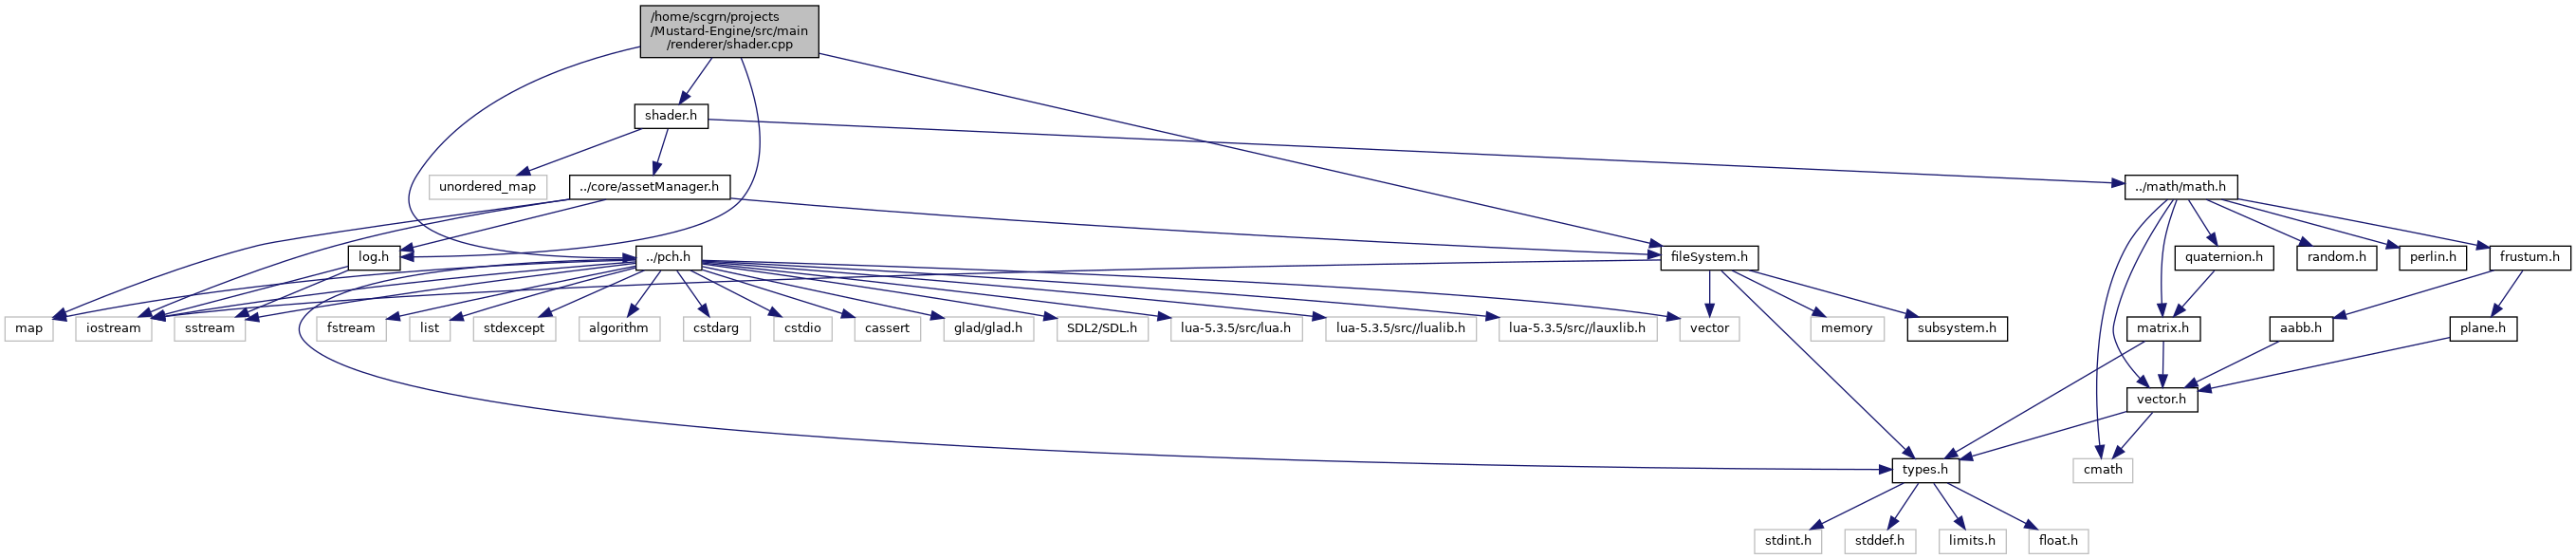 /home/scgrn/projects
/Mustard-Engine/src/main
/renderer/shader.cpp
shader.h
unordered_map
../core/assetManager.h
../math/math.h
log.h
../pch.h
fileSystem.h
quaternion.h
random.h
perlin.h
frustum.h
map
iostream
sstream
fstream
list
stdexcept
algorithm
cstdarg
cstdio
cassert
glad/glad.h
SDL2/SDL.h
lua-5.3.5/src/lua.h
lua-5.3.5/src//lualib.h
lua-5.3.5/src//lauxlib.h
vector
memory
subsystem.h
matrix.h
aabb.h
plane.h
vector.h
types.h
cmath
stdint.h
stddef.h
limits.h
float.h